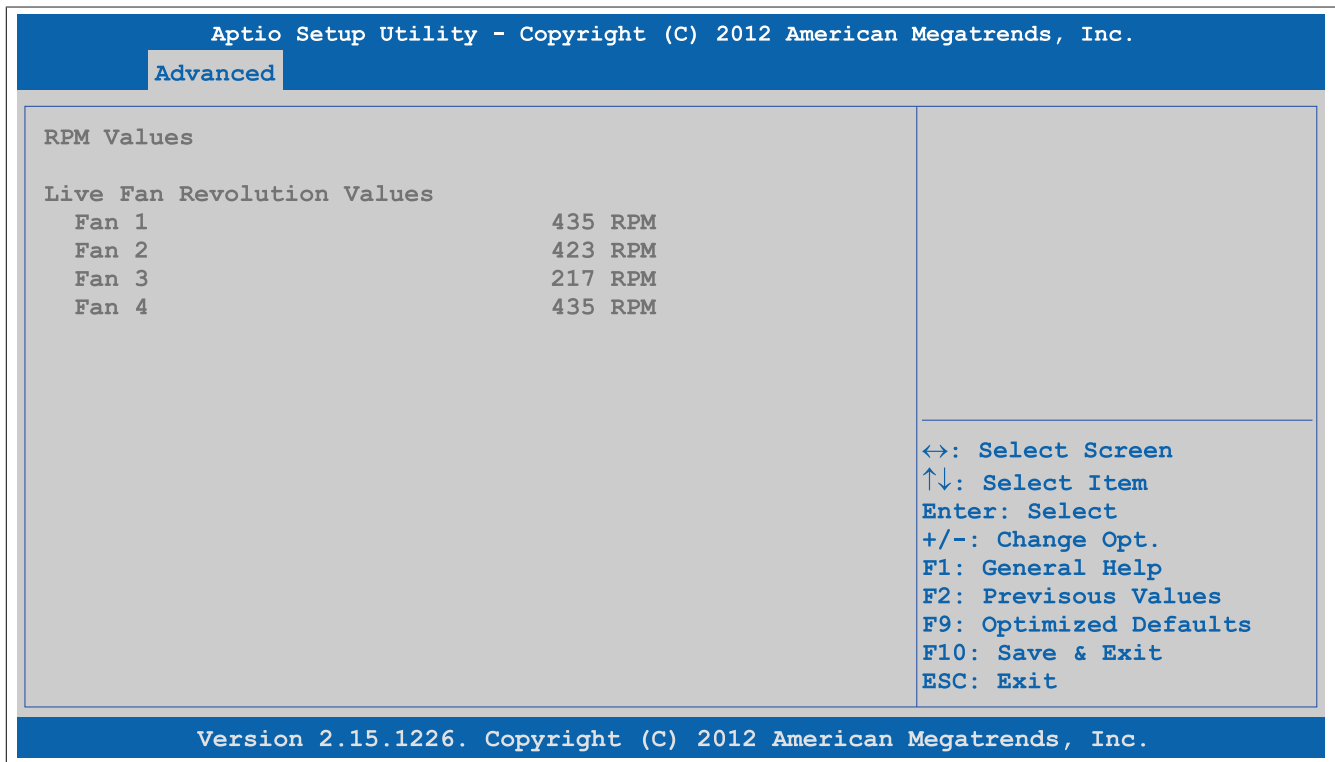 Aptio Setup Utility - Copyright (C) 2012 American Megatrends, Inc.
Advanced
RPM Values
Live Fan Revolution Values
Fan 1 435 RPM
Fan 2 423 RPM
Fan 3 217 RPM
Fan 4 435 RPM
↔: Select Screen
↑↓: Select Item
Enter: Select
+/-: Change Opt.
F1: General Help
F2: Previsous Values
F9: Optimized Defaults
F10: Save & Exit
ESC: Exit
Version 2.15.1226. Copyright (C) 2012 American Megatrends, Inc.